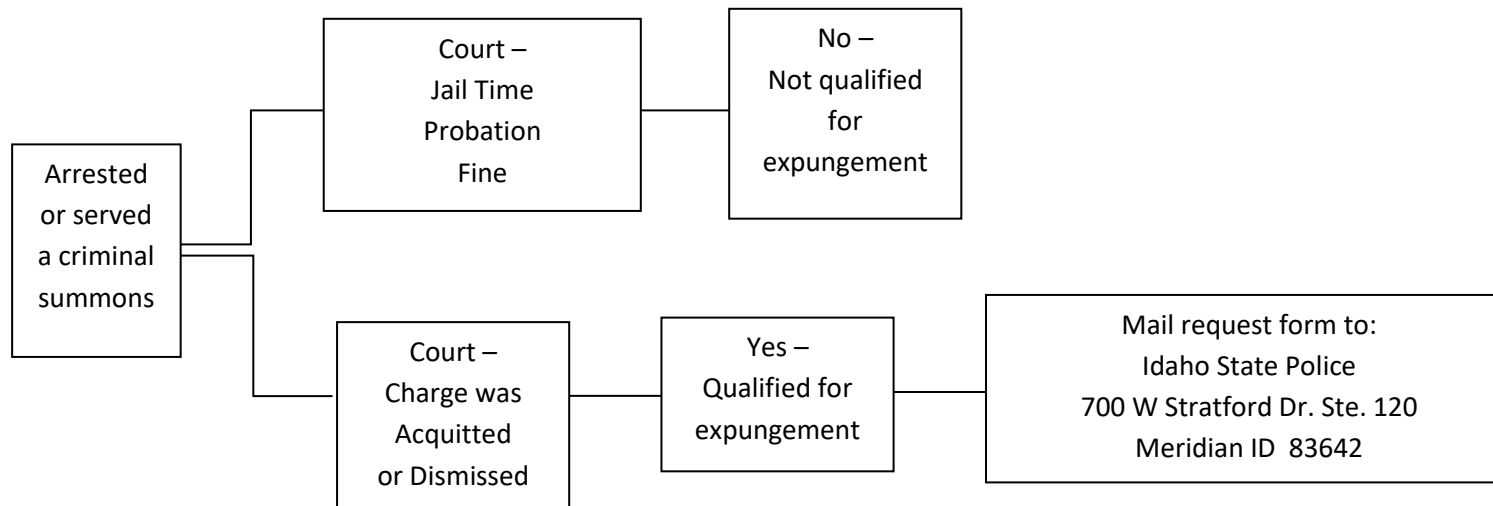 Arrested
or served
a criminal
summons
Court –
Jail Time
Probation
Fine
No –
Not qualified
for
expungement
Court –
Charge was
Acquitted
or Dismissed
Yes –
Qualified for
expungement
Mail request form to:
Idaho State Police
700 W Stratford Dr. Ste. 120
Meridian ID 83642